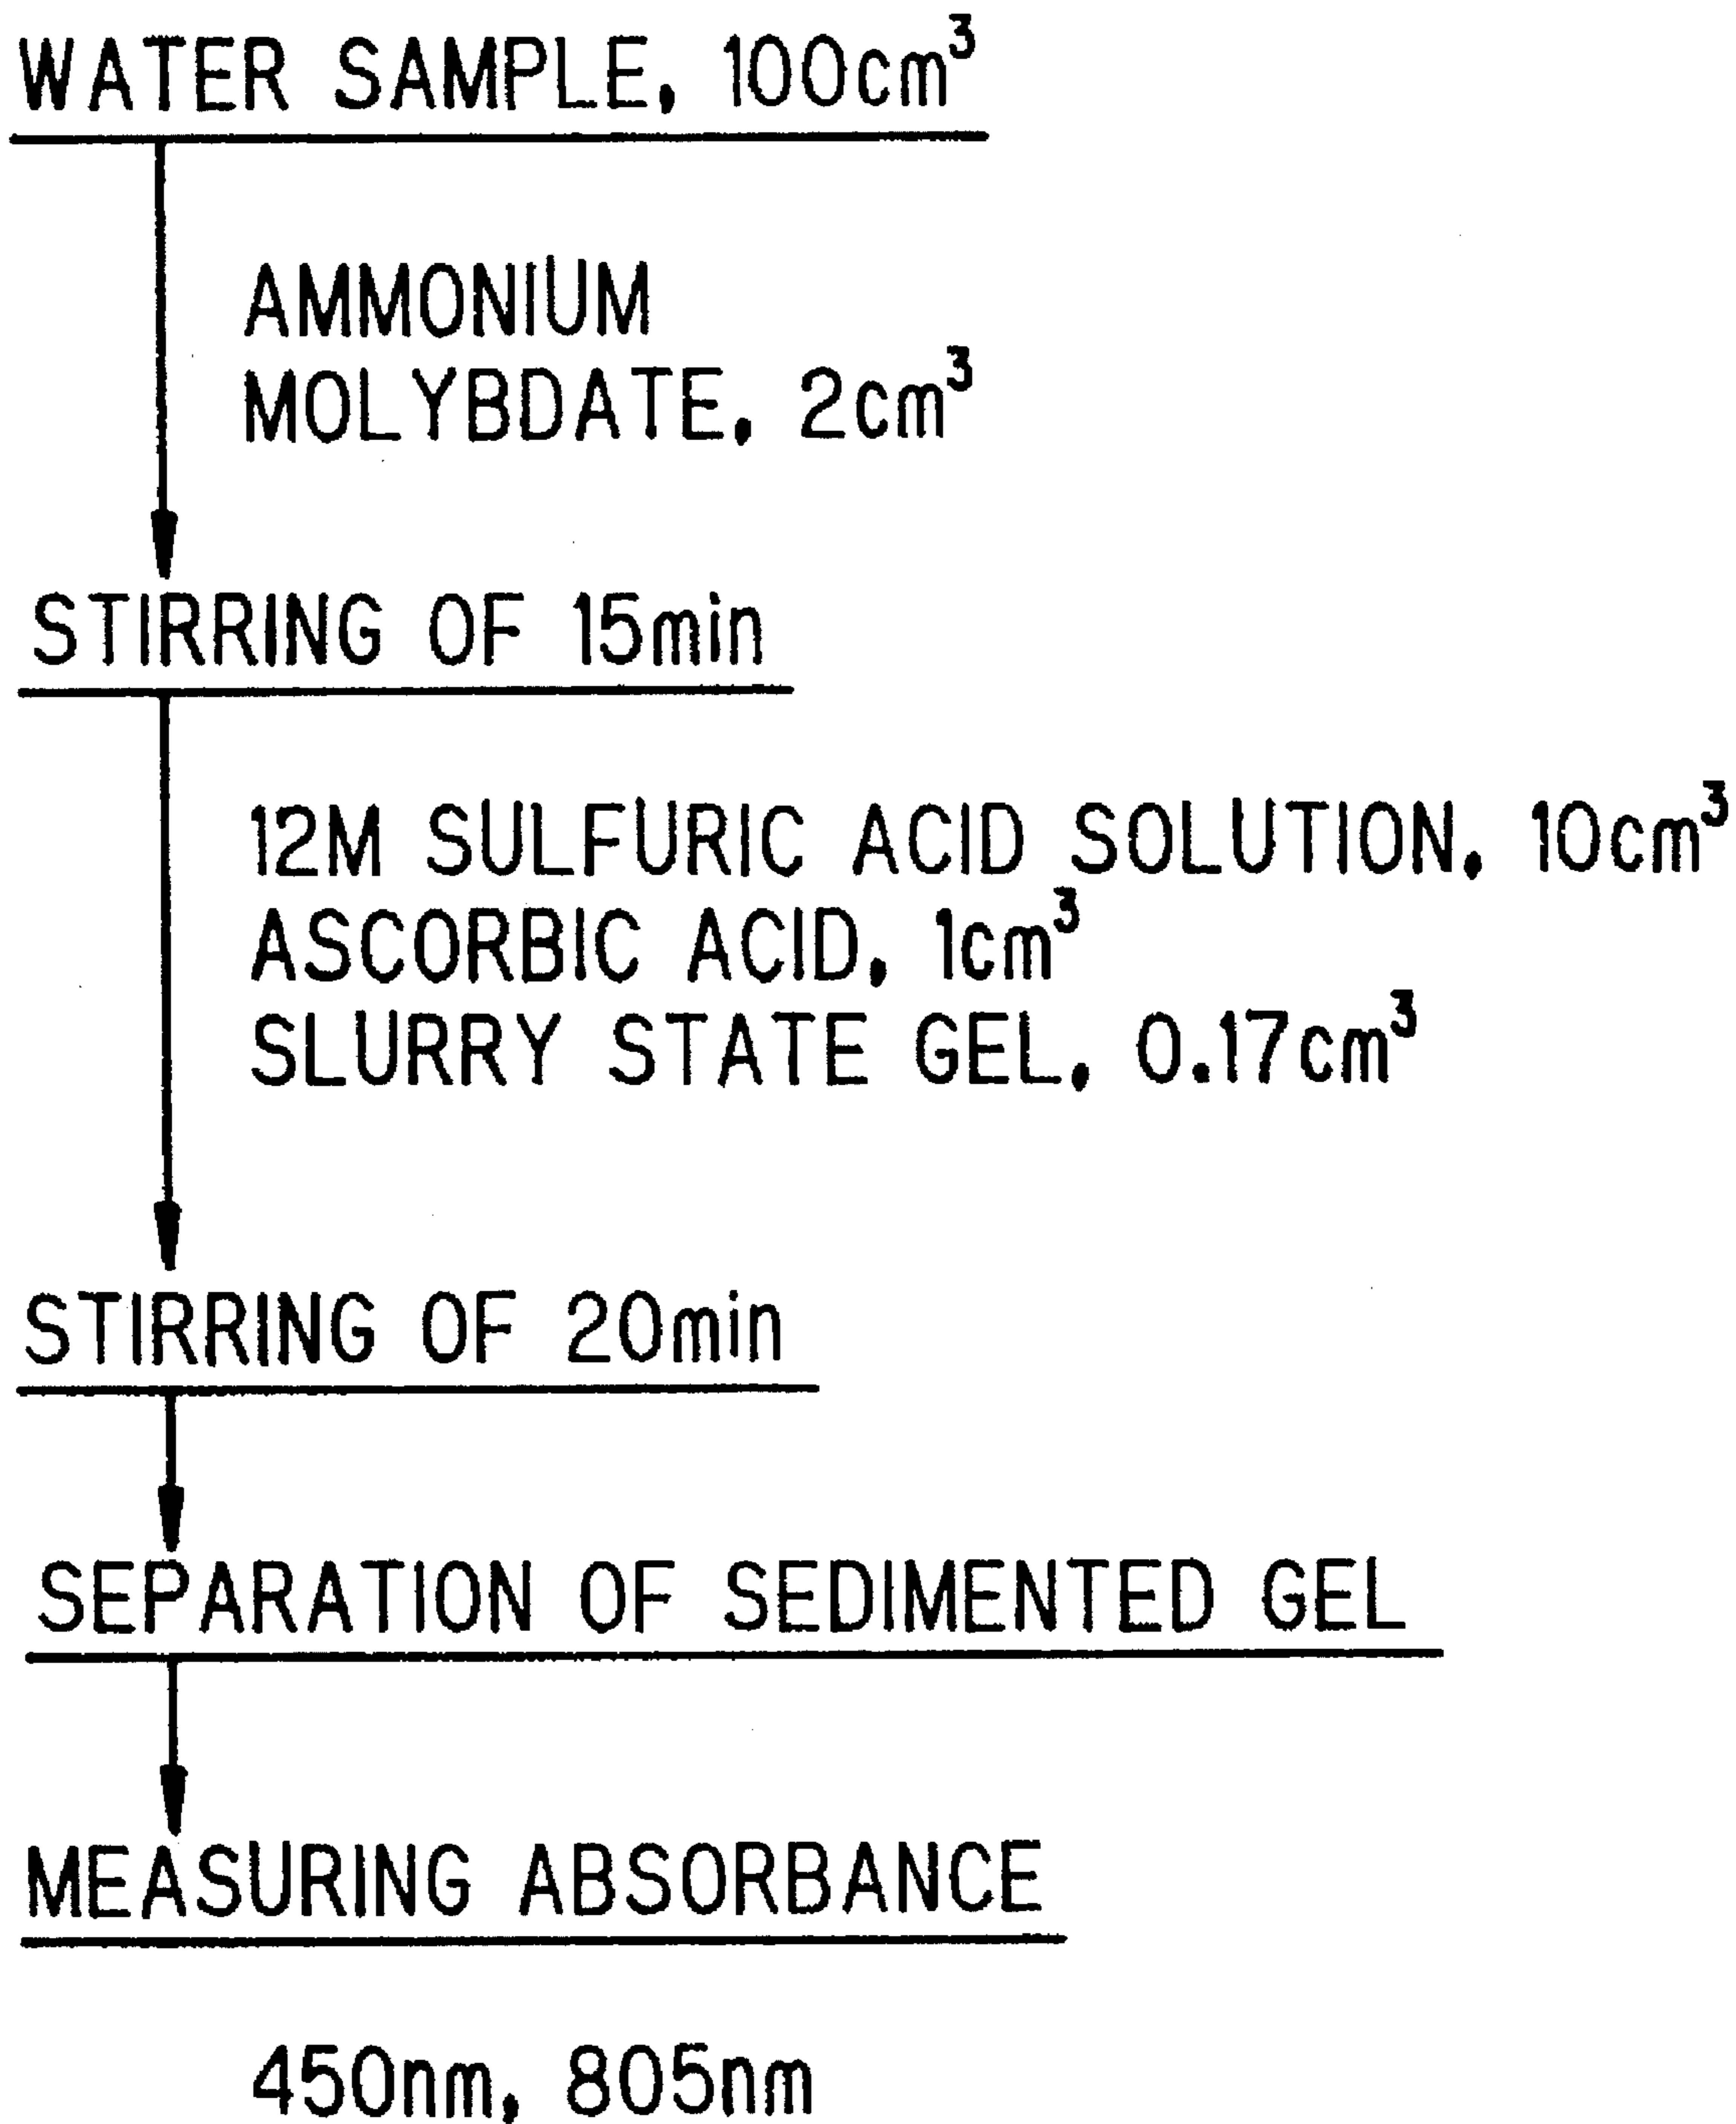 WATER SAMPLE, 100cm³
AMMONIUM
MOLYBDATE, 2cm³
STIRRING OF 15min
12M SULFURIC ACID SOLUTION, 10cm³
ASCORBIC ACID, 1cm³
SLURRY STATE GEL, 0.17cm³
STIRRING OF 20min
SEPARATION OF SEDIMENTED GEL
MEASURING ABSORBANCE
450nm, 805nm